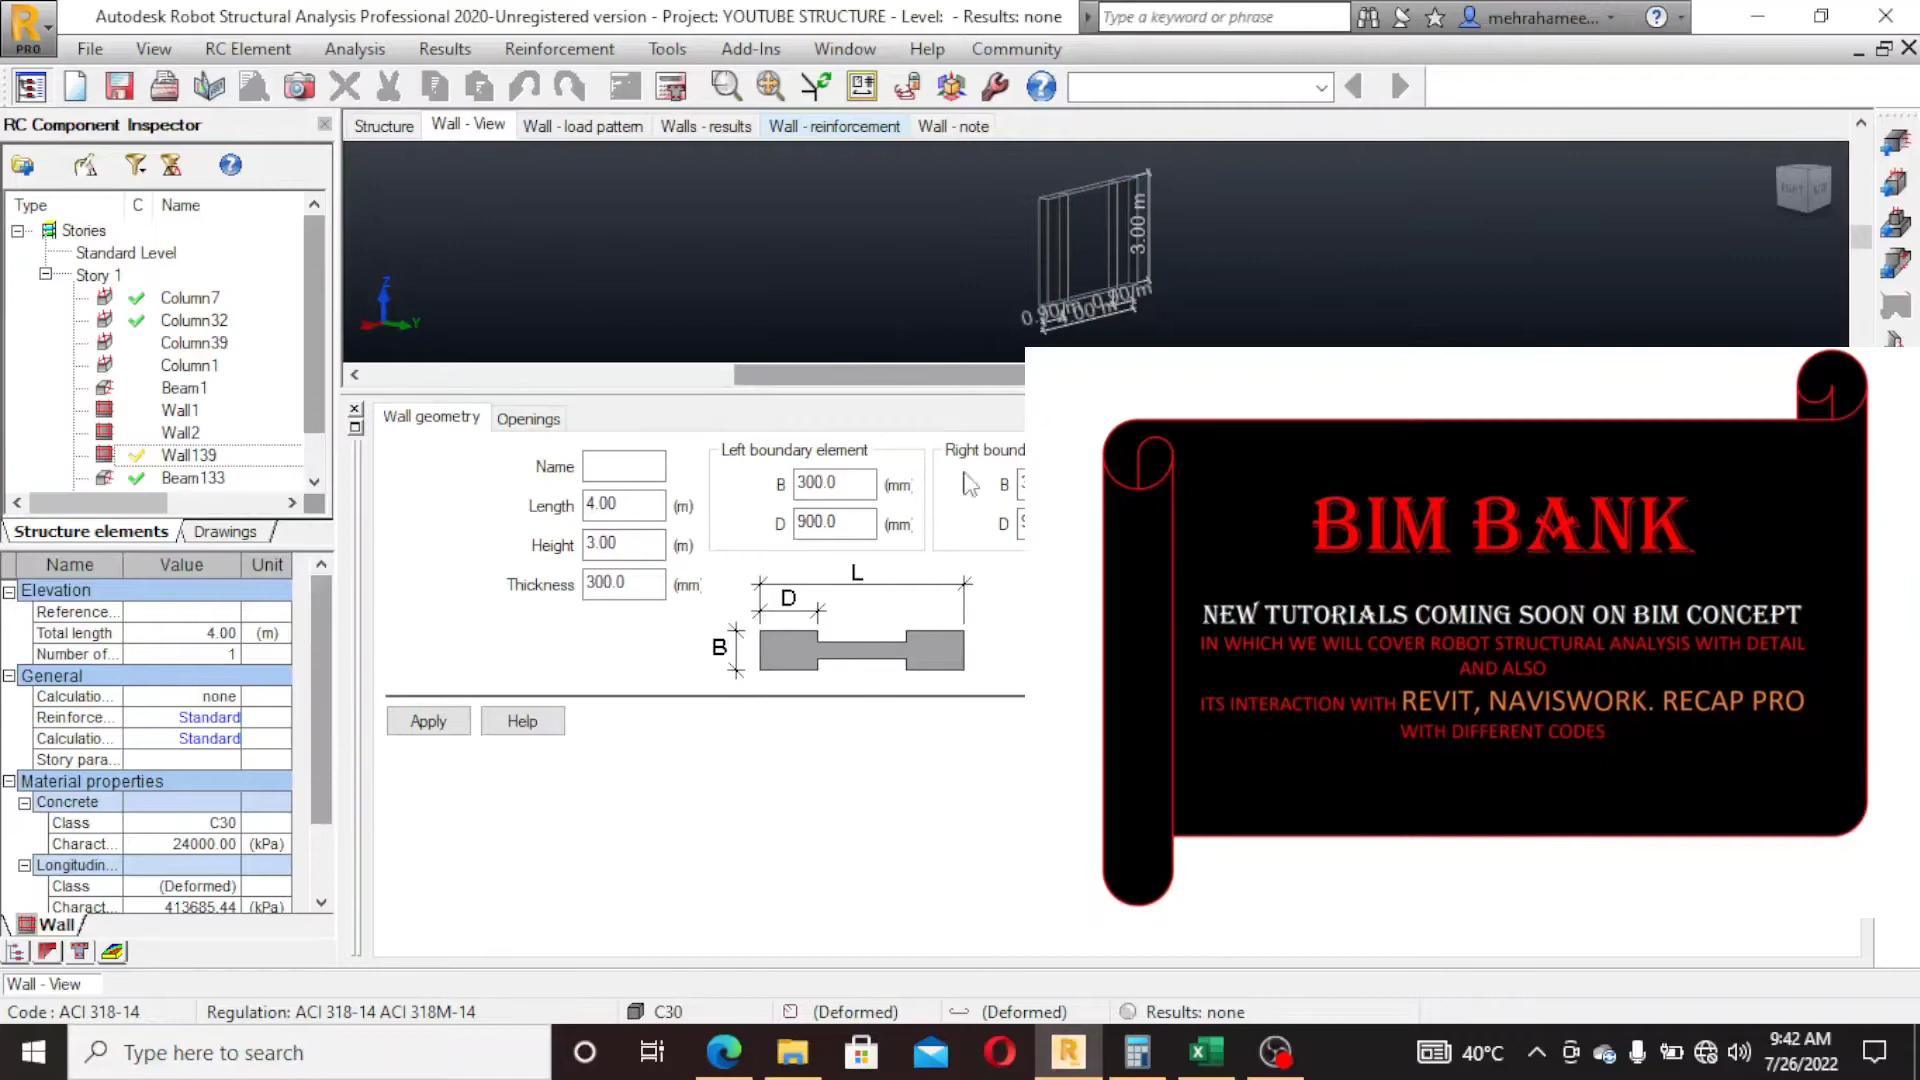 Autodesk Robot Structural Analysis Professional 2020-Unregistered version - Project: YOUTUBE STRUCTURE - Level:  - Results: none
Type a keyword or phrase
mehrahamee...
PRO
File View RC Element Analysis Results Reinforcement Tools Add-Ins Window Help Community
RC Component Inspector
Structure Wall - View Wall - load pattern Walls - results Wall - reinforcement Wall - note
Type C Name
Stories
Standard Level
Story 1
Column7
Column32
Column39
Column1
Beam1
Wall1
Wall2
Wall139
Beam133
3.00 m
0.90 m 4.00 m 0.90 m
Z
Y
Structure elements Drawings
Name Value Unit
Elevation
Reference...
Total length 4.00 (m)
Number of... 1
General
Calculatio... none
Reinforce... Standard
Calculatio... Standard
Story para...
Material properties
Concrete
Class C30
Charact... 24000.00 (kPa)
Longitudin...
Class (Deformed)
Charact... 413685.44 (kPa)
Wall
Wall geometry Openings
Name
Length 4.00 (m)
Height 3.00 (m)
Thickness 300.0 (mm
Left boundary element
B 300.0 (mm
D 900.0 (mm
Right bound
B 3
D 9
L
D
B
Apply Help
BIM BANK
NEW TUTORIALS COMING SOON ON BIM CONCEPT
IN WHICH WE WILL COVER ROBOT STRUCTURAL ANALYSIS WITH DETAIL
AND ALSO
ITS INTERACTION WITH REVIT, NAVISWORK. RECAP PRO
WITH DIFFERENT CODES
Wall - View
Code : ACI 318-14 Regulation: ACI 318-14 ACI 318M-14 C30 (Deformed) (Deformed) Results: none
Type here to search
40°C
9:42 AM
7/26/2022